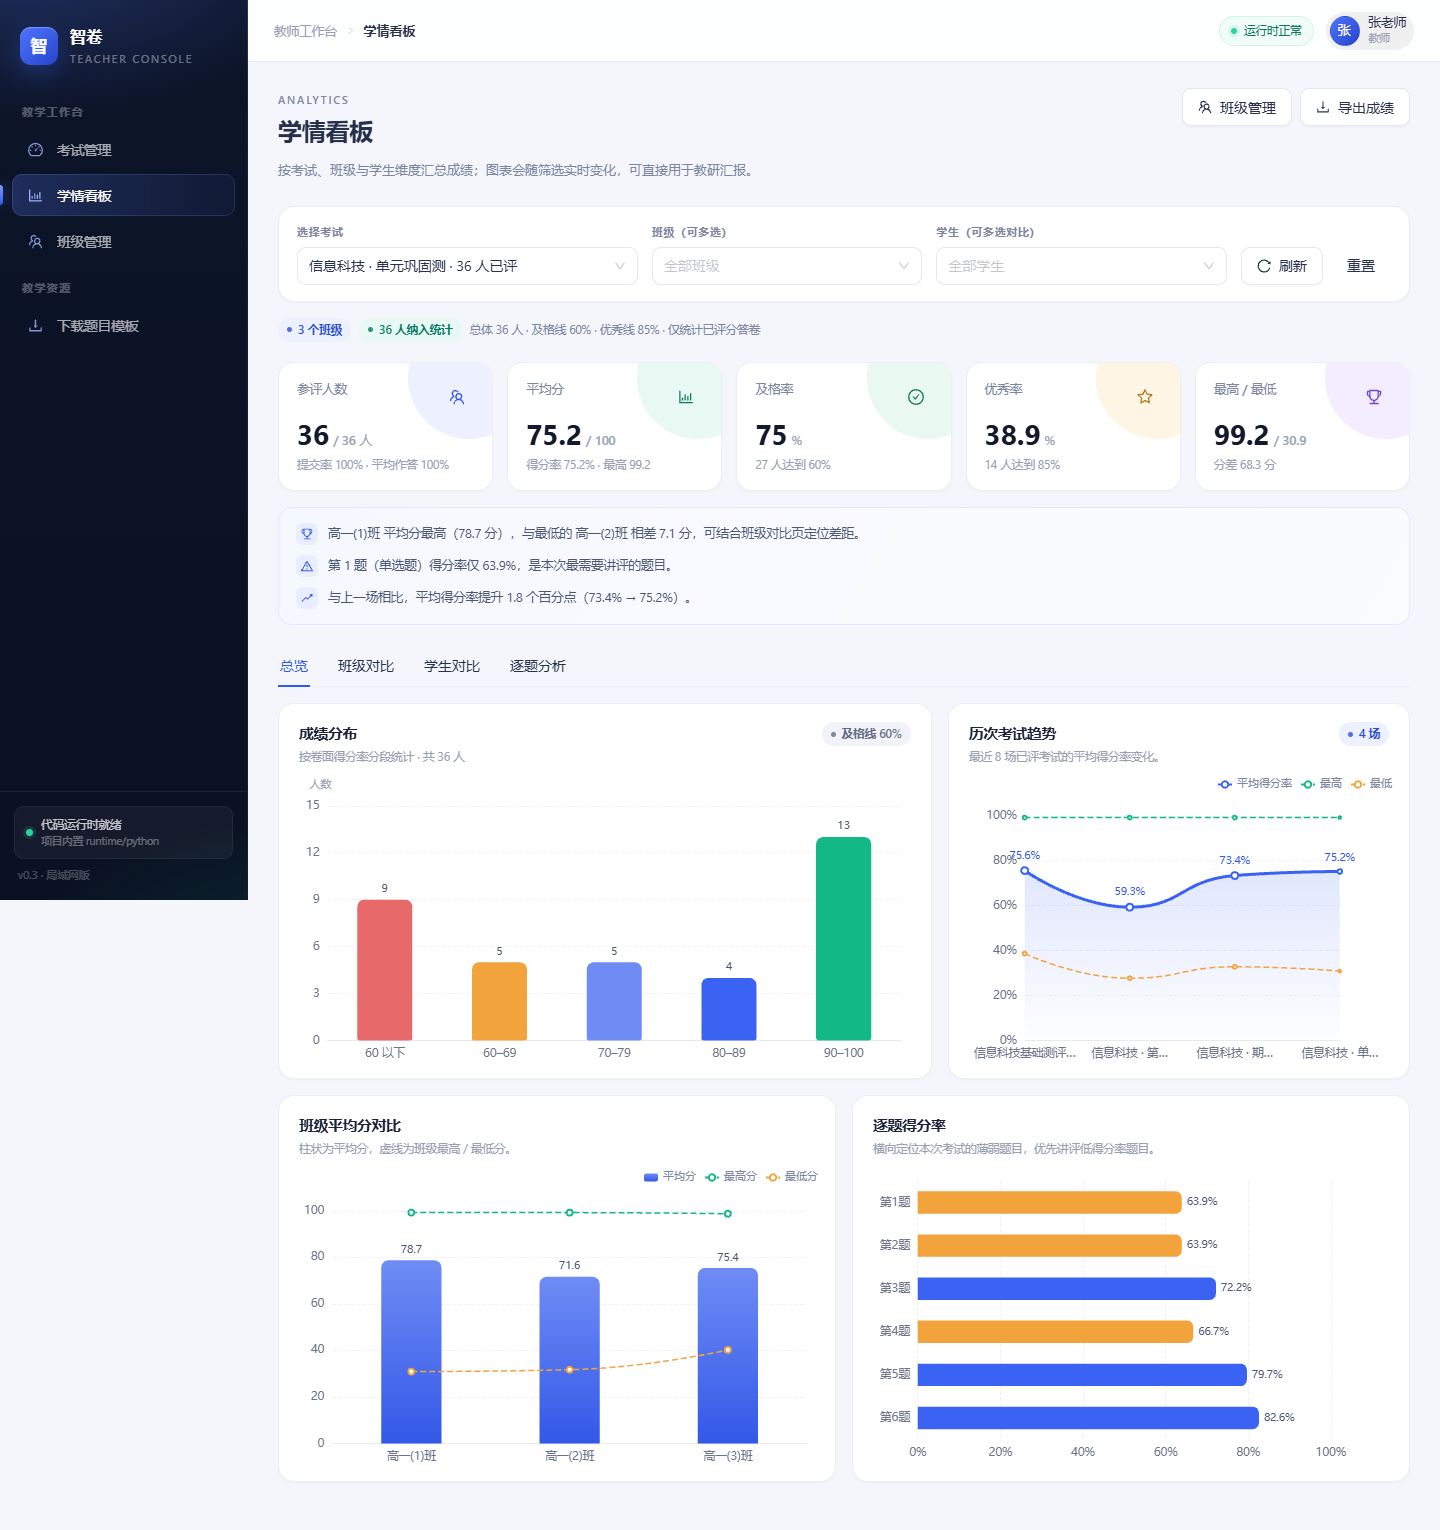 智
智卷
TEACHER CONSOLE
教学工作台
考试管理
学情看板
班级管理
教学资源
下载题目模板
代码运行时就绪
项目内置 runtime/python
v0.3 · 局域网版
教师工作台
学情看板
运行时正常
张
张老师
教师
ANALYTICS
学情看板
按考试、班级与学生维度汇总成绩；图表会随筛选实时变化，可直接用于教研汇报。
班级管理
导出成绩
选择考试
班级（可多选）
学生（可多选对比）
信息科技 · 单元巩固测 · 36 人已评
全部班级
全部学生
刷新
重置
3 个班级
36 人纳入统计
总体 36 人 · 及格线 60% · 优秀线 85% · 仅统计已评分答卷
参评人数
36 / 36 人
提交率 100% · 平均作答 100%
平均分
75.2 / 100
得分率 75.2% · 最高 99.2
及格率
75 %
27 人达到 60%
优秀率
38.9 %
14 人达到 85%
最高 / 最低
99.2 / 30.9
分差 68.3 分
高一(1)班 平均分最高（78.7 分），与最低的 高一(2)班 相差 7.1 分，可结合班级对比页定位差距。
第 1 题（单选题）得分率仅 63.9%，是本次最需要讲评的题目。
与上一场相比，平均得分率提升 1.8 个百分点（73.4% → 75.2%）。
总览
班级对比
学生对比
逐题分析
成绩分布
按卷面得分率分段统计 · 共 36 人
及格线 60%
人数
15
12
9
6
3
0
9
5
5
4
13
60 以下
60–69
70–79
80–89
90–100
历次考试趋势
最近 8 场已评考试的平均得分率变化。
4 场
平均得分率
最高
最低
100%
80%
60%
40%
20%
0%
75.6%
59.3%
73.4%
75.2%
信息科技基础测评...
信息科技 · 第...
信息科技 · 期...
信息科技 · 单...
班级平均分对比
柱状为平均分，虚线为班级最高 / 最低分。
平均分
最高分
最低分
100
80
60
40
20
0
78.7
71.6
75.4
高一(1)班
高一(2)班
高一(3)班
逐题得分率
横向定位本次考试的薄弱题目，优先讲评低得分率题目。
第1题
63.9%
第2题
63.9%
第3题
72.2%
第4题
66.7%
第5题
79.7%
第6题
82.6%
0%
20%
40%
60%
80%
100%